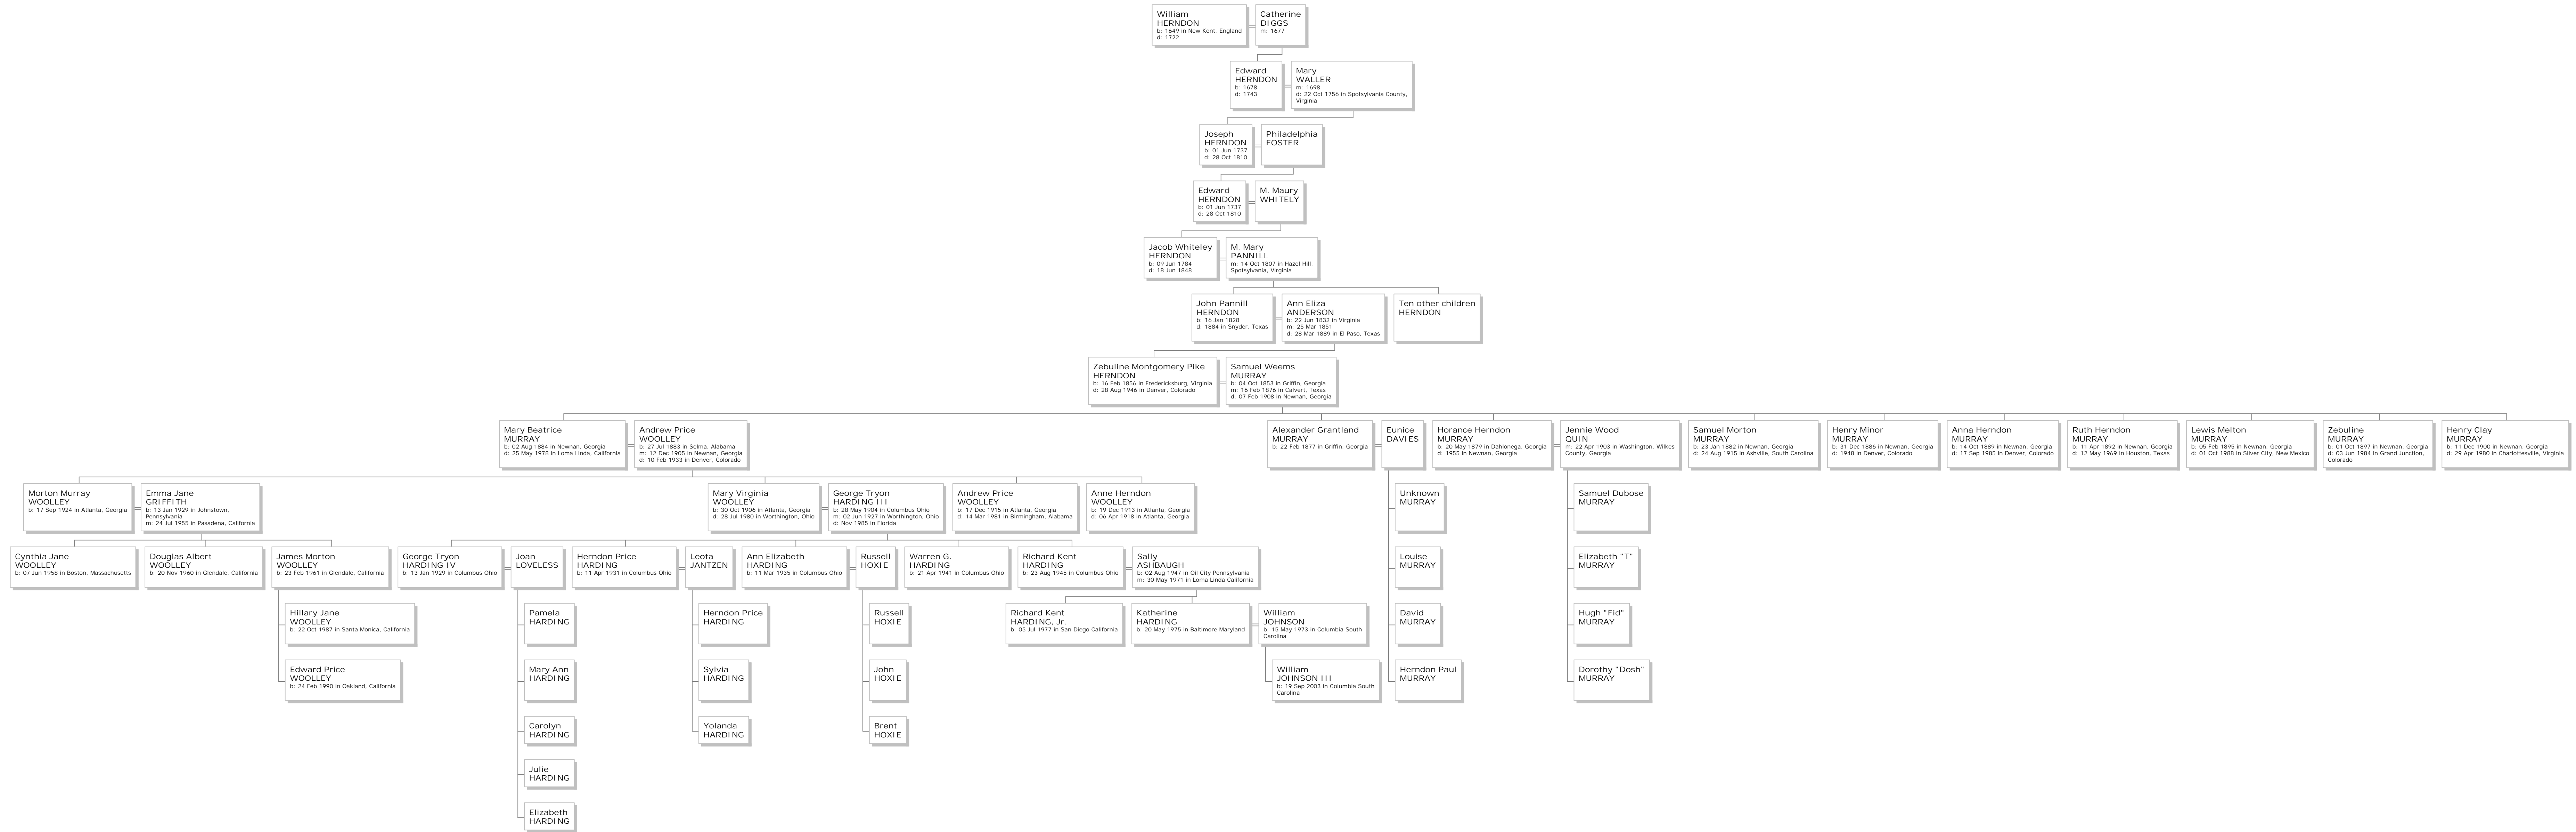 William
HERNDON
b: 1649 in New Kent, England
d: 1722
Catherine
DIGGS
m: 1677
Edward
HERNDON
b: 1678
d: 1743
Mary
WALLER
m: 1698
d: 22 Oct 1756 in Spotsylvania County,
Virginia
Joseph
HERNDON
b: 01 Jun 1737
d: 28 Oct 1810
Philadelphia
FOSTER
Edward
HERNDON
b: 01 Jun 1737
d: 28 Oct 1810
M. Maury
WHITELY
Jacob Whiteley
HERNDON
b: 09 Jun 1784
d: 18 Jun 1848
M. Mary
PANNILL
m: 14 Oct 1807 in Hazel Hill,
Spotsylvania, Virginia
John Pannill
HERNDON
b: 16 Jan 1828
d: 1884 in Snyder, Texas
Ann Eliza
ANDERSON
b: 22 Jun 1832 in Virginia
m: 25 Mar 1851
d: 28 Mar 1889 in El Paso, Texas
Ten other children
HERNDON
Zebuline Montgomery Pike
HERNDON
b: 16 Feb 1856 in Fredericksburg, Virginia
d: 28 Aug 1946 in Denver, Colorado
Samuel Weems
MURRAY
b: 04 Oct 1853 in Griffin, Georgia
m: 16 Feb 1876 in Calvert, Texas
d: 07 Feb 1908 in Newnan, Georgia
Mary Beatrice
MURRAY
b: 02 Aug 1884 in Newnan, Georgia
d: 25 May 1978 in Loma Linda, California
Andrew Price
WOOLLEY
b: 27 Jul 1883 in Selma, Alabama
m: 12 Dec 1905 in Newnan, Georgia
d: 10 Feb 1933 in Denver, Colorado
Alexander Grantland
MURRAY
b: 22 Feb 1877 in Griffin, Georgia
Eunice
DAVIES
Horance Herndon
MURRAY
b: 20 May 1879 in Dahlonega, Georgia
d: 1955 in Newnan, Georgia
Jennie Wood
QUIN
m: 22 Apr 1903 in Washington, Wilkes
County, Georgia
Samuel Morton
MURRAY
b: 23 Jan 1882 in Newnan, Georgia
d: 24 Aug 1915 in Ashville, South Carolina
Henry Minor
MURRAY
b: 31 Dec 1886 in Newnan, Georgia
d: 1948 in Denver, Colorado
Anna Herndon
MURRAY
b: 14 Oct 1889 in Newnan, Georgia
d: 17 Sep 1985 in Denver, Colorado
Ruth Herndon
MURRAY
b: 11 Apr 1892 in Newnan, Georgia
d: 12 May 1969 in Houston, Texas
Lewis Melton
MURRAY
b: 05 Feb 1895 in Newnan, Georgia
d: 01 Oct 1988 in Silver City, New Mexico
Zebuline
MURRAY
b: 01 Oct 1897 in Newnan, Georgia
d: 03 Jun 1984 in Grand Junction,
Colorado
Henry Clay
MURRAY
b: 11 Dec 1900 in Newnan, Georgia
d: 29 Apr 1980 in Charlottesville, Virginia
Morton Murray
WOOLLEY
b: 17 Sep 1924 in Atlanta, Georgia
Emma Jane
GRIFFITH
b: 13 Jan 1929 in Johnstown,
Pennsylvania
m: 24 Jul 1955 in Pasadena, California
Mary Virginia
WOOLLEY
b: 30 Oct 1906 in Atlanta, Georgia
d: 28 Jul 1980 in Worthington, Ohio
George Tryon
HARDING III
b: 28 May 1904 in Columbus Ohio
m: 02 Jun 1927 in Worthington, Ohio
d: Nov 1985 in Florida
Andrew Price
WOOLLEY
b: 17 Dec 1915 in Atlanta, Georgia
d: 14 Mar 1981 in Birmingham, Alabama
Anne Herndon
WOOLLEY
b: 19 Dec 1913 in Atlanta, Georgia
d: 06 Apr 1918 in Atlanta, Georgia
Unknown
MURRAY
Samuel Dubose
MURRAY
Cynthia Jane
WOOLLEY
b: 07 Jun 1958 in Boston, Massachusetts
Douglas Albert
WOOLLEY
b: 20 Nov 1960 in Glendale, California
James Morton
WOOLLEY
b: 23 Feb 1961 in Glendale, California
George Tryon
HARDING IV
b: 13 Jan 1929 in Columbus Ohio
Joan
LOVELESS
Herndon Price
HARDING
b: 11 Apr 1931 in Columbus Ohio
Leota
JANTZEN
Ann Elizabeth
HARDING
b: 11 Mar 1935 in Columbus Ohio
Russell
HOXIE
Warren G.
HARDING
b: 21 Apr 1941 in Columbus Ohio
Richard Kent
HARDING
b: 23 Aug 1945 in Columbus Ohio
Sally
ASHBAUGH
b: 02 Aug 1947 in Oil City Pennsylvania
m: 30 May 1971 in Loma Linda California
Louise
MURRAY
Elizabeth "T"
MURRAY
Hillary Jane
WOOLLEY
b: 22 Oct 1987 in Santa Monica, California
Pamela
HARDING
Herndon Price
HARDING
Russell
HOXIE
Richard Kent
HARDING, Jr.
b: 05 Jul 1977 in San Diego California
Katherine
HARDING
b: 20 May 1975 in Baltimore Maryland
William
JOHNSON
b: 15 May 1973 in Columbia South
Carolina
David
MURRAY
Hugh "Fid"
MURRAY
Edward Price
WOOLLEY
b: 24 Feb 1990 in Oakland, California
Mary Ann
HARDING
Sylvia
HARDING
John
HOXIE
William
JOHNSON III
b: 19 Sep 2003 in Columbia South
Carolina
Herndon Paul
MURRAY
Dorothy "Dosh"
MURRAY
Carolyn
HARDING
Yolanda
HARDING
Brent
HOXIE
Julie
HARDING
Elizabeth
HARDING